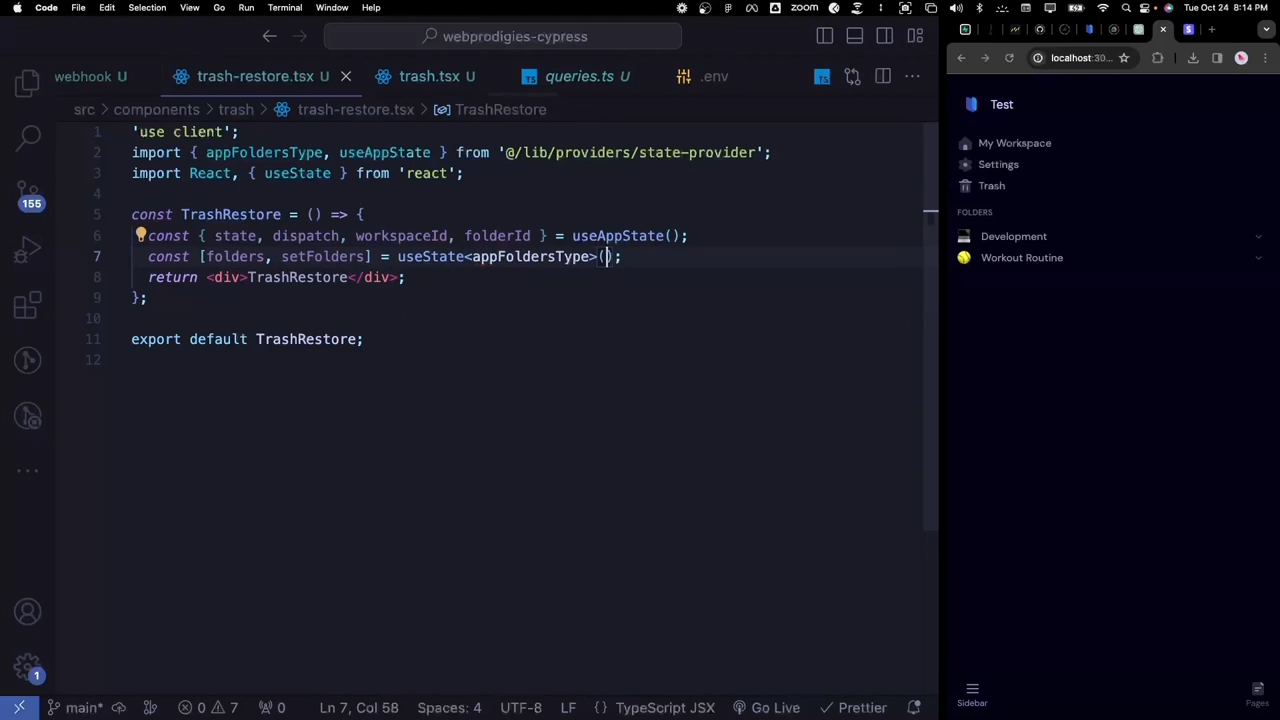 Code File Edit Selection View Go Run Terminal Window Help zoom Tue Oct 24 8:14 PM
webprodigies-cypress
webhook U trash-restore.tsx U trash.tsx U TS queries.ts U .env TS
localhost:30...
src › components › trash › trash-restore.tsx › TrashRestore
1 'use client';
2 import { appFoldersType, useAppState } from '@/lib/providers/state-provider';
3 import React, { useState } from 'react';
4
5 const TrashRestore = () => {
6 const { state, dispatch, workspaceId, folderId } = useAppState();
7 const [folders, setFolders] = useState<appFoldersType>();
8 return <div>TrashRestore</div>;
9 };
10
11 export default TrashRestore;
12
155
1
Test
My Workspace
Settings
Trash
FOLDERS
Development
Workout Routine
Sidebar
Pages
main* 0 7 0 Ln 7, Col 58 Spaces: 4 UTF-8 LF {} TypeScript JSX Go Live Prettier